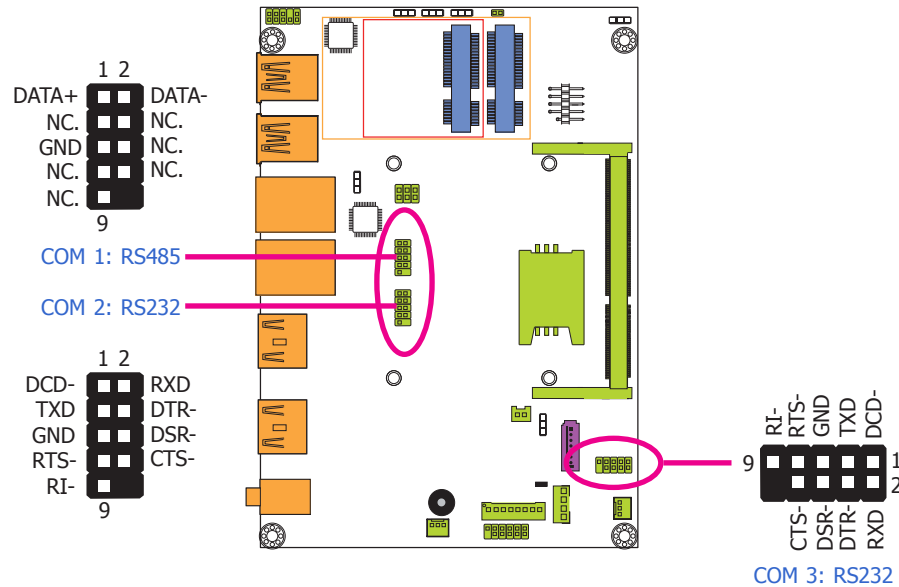 1 2
DATA+ DATA-
NC. NC.
GND NC.
NC. NC.
NC.
9
COM 1: RS485
COM 2: RS232
1 2
DCD- RXD
TXD DTR-
GND DSR-
RTS- CTS-
RI-
9
RI- RTS- GND TXD DCD-
9 1
2
CTS- DSR- DTR- RXD
COM 3: RS232